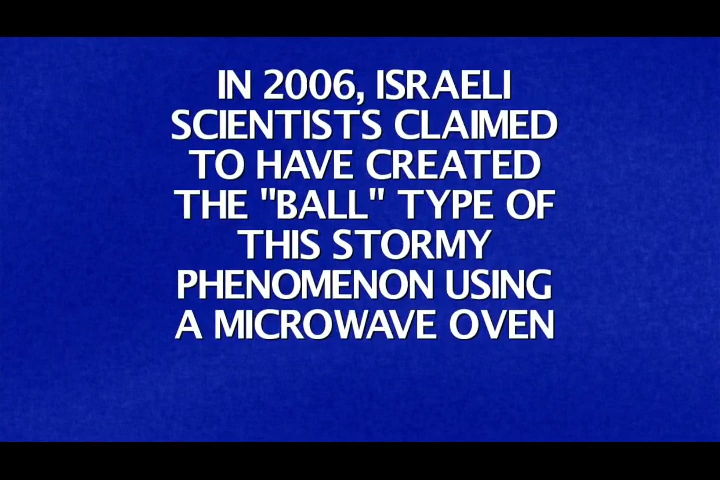 IN 2006, ISRAELI
SCIENTISTS CLAIMED
TO HAVE CREATED
THE "BALL" TYPE OF
THIS STORMY
PHENOMENON USING
A MICROWAVE OVEN